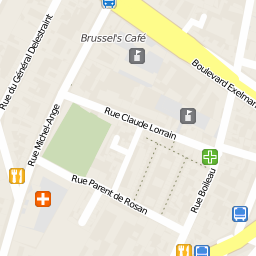 Brussel's Café
Rue du Général Delestraint
Boulevard Exelman
Rue Claude Lorrain
Rue Michel-Ange
Rue Parent de Rosan
Rue Boileau